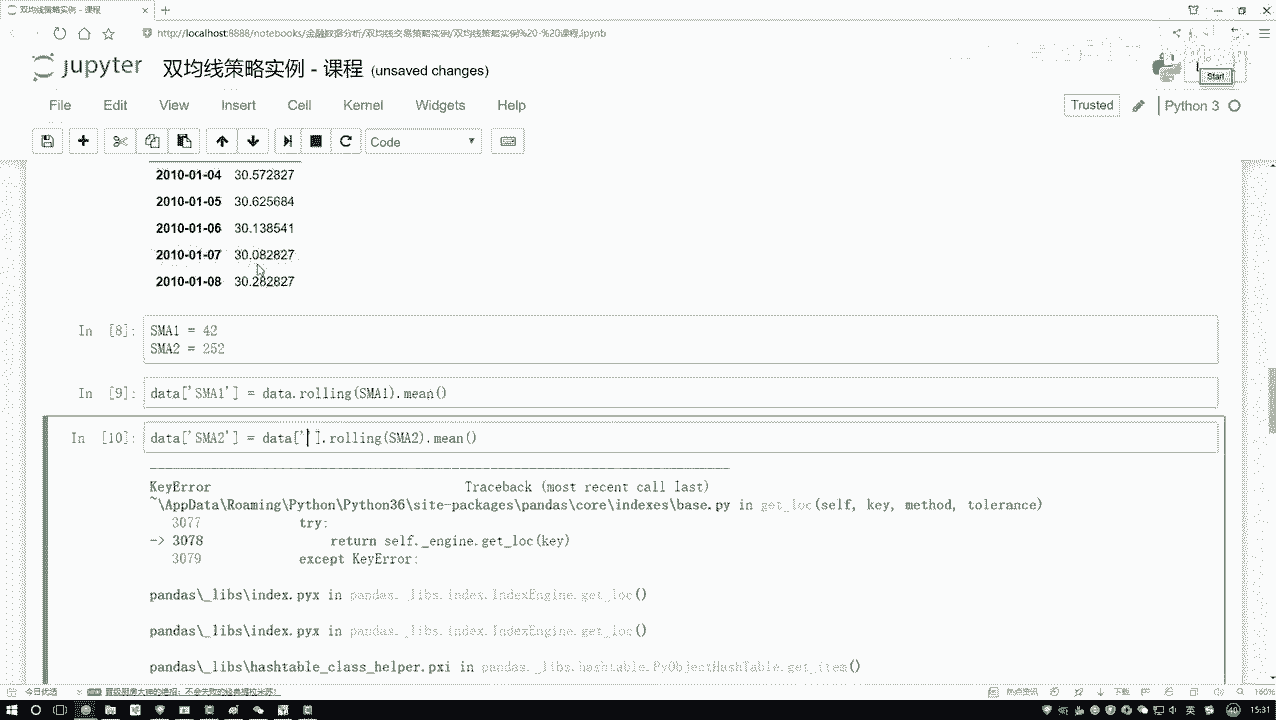 双均线策略实例 - 课程
http://localhost:8888/notebooks/金融数据分析/双均线交易策略实例/双均线策略实例%20-%20课程.ipynb
jupyter 双均线策略实例 - 课程 (unsaved changes)
Start
File Edit View Insert Cell Kernel Widgets Help
Trusted Python 3
Code
2010-01-04 30.572827
2010-01-05 30.625684
2010-01-06 30.138541
2010-01-07 30.082827
2010-01-08 30.282827
In [8]: SMA1 = 42
SMA2 = 252
In [9]: data['SMA1'] = data.rolling(SMA1).mean()
In [10]: data['SMA2'] = data[''].rolling(SMA2).mean()
KeyError Traceback (most recent call last)
~\AppData\Roaming\Python\Python36\site-packages\pandas\core\indexes\base.py in get_loc(self, key, method, tolerance)
3077 try:
-> 3078 return self._engine.get_loc(key)
3079 except KeyError:
pandas\_libs\index.pyx in pandas._libs.index.IndexEngine.get_loc()
pandas\_libs\index.pyx in pandas._libs.index.IndexEngine.get_loc()
pandas\_libs\hashtable_class_helper.pxi in pandas._libs.hashtable.PyObjectHashTable.get_item()
今日优选
热点资讯 下载 160%
英 15:31